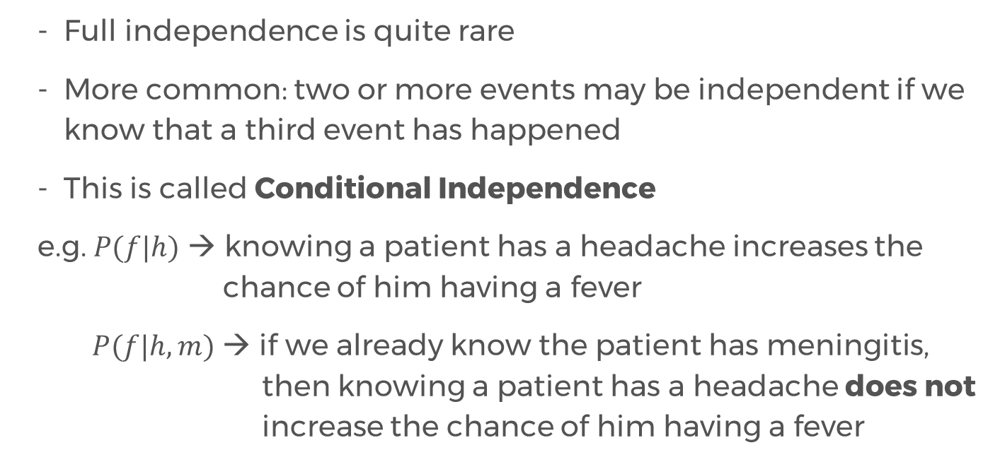 - Full independence is quite rare
- More common: two or more events may be independent if we
know that a third event has happened
- This is called Conditional Independence
e.g. P(f|h) → knowing a patient has a headache increases the
chance of him having a fever
P(f|h, m) → if we already know the patient has meningitis,
then knowing a patient has a headache does not
increase the chance of him having a fever